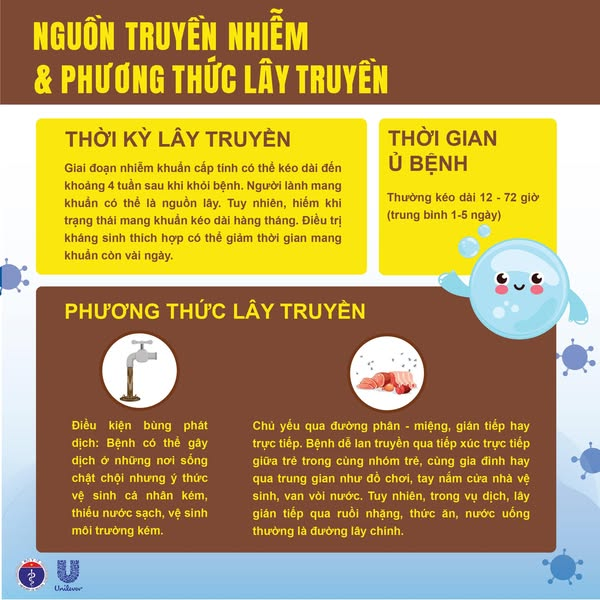 NGUỒN TRUYỀN NHIỄM
& PHƯƠNG THỨC LÂY TRUYỀN
THỜI KỲ LÂY TRUYỀN
Giai đoạn nhiễm khuẩn cấp tính có thể kéo dài đến
khoảng 4 tuần sau khi khỏi bệnh. Người lành mang
khuẩn có thể là nguồn lây. Tuy nhiên, hiếm khi
trạng thái mang khuẩn kéo dài hàng tháng. Điều trị
kháng sinh thích hợp có thể giảm thời gian mang
khuẩn còn vài ngày.
THỜI GIAN
Ủ BỆNH
Thường kéo dài 12 - 72 giờ
(trung bình 1-5 ngày)
PHƯƠNG THỨC LÂY TRUYỀN
Điều kiện bùng phát
dịch: Bệnh có thể gây
dịch ở những nơi sống
chật chội nhưng ý thức
vệ sinh cá nhân kém,
thiếu nước sạch, vệ sinh
môi trường kém.
Chủ yếu qua đường phân - miệng, gián tiếp hay
trực tiếp. Bệnh dễ lan truyền qua tiếp xúc trực tiếp
giữa trẻ trong cùng nhóm trẻ, cùng gia đình hay
qua trung gian như đồ chơi, tay nắm cửa nhà vệ
sinh, van vòi nước. Tuy nhiên, trong vụ dịch, lây
gián tiếp qua ruồi nhặng, thức ăn, nước uống
thường là đường lây chính.
Unilever